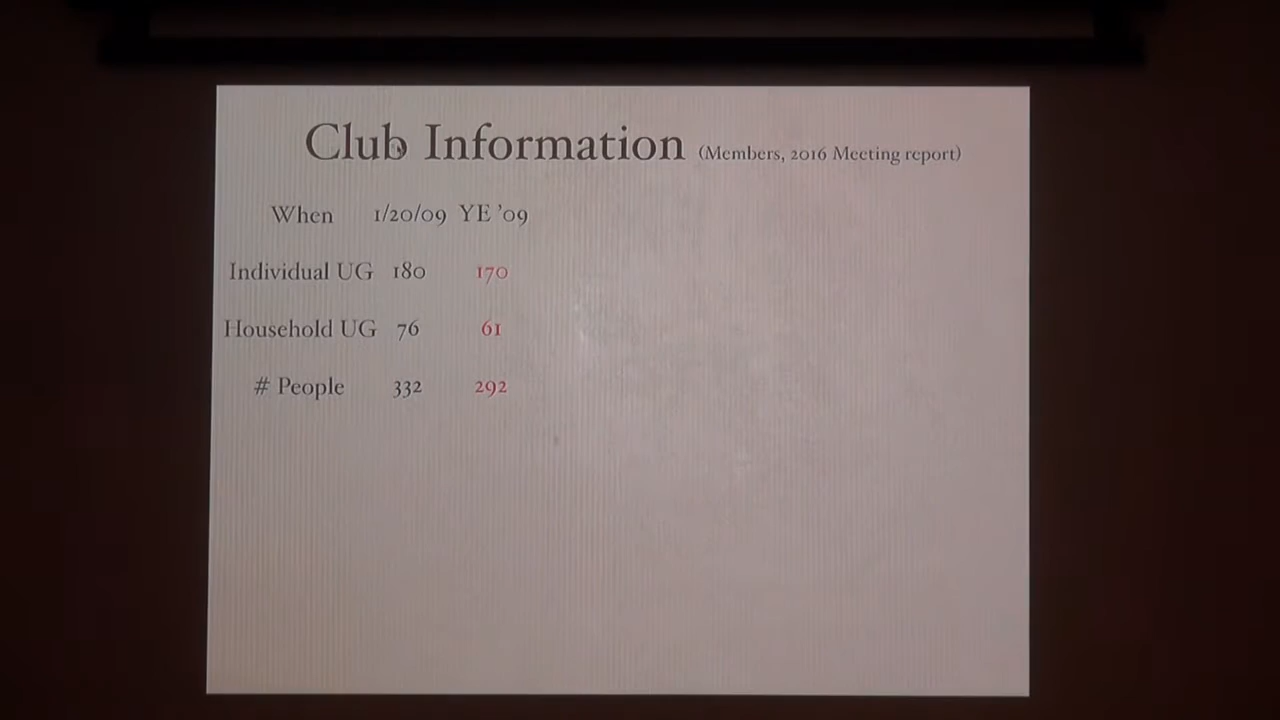 Club Information (Members, 2016 Meeting report)
When 1/20/09 YE '09
Individual UG 180 170
Household UG 76 61
# People 332 292